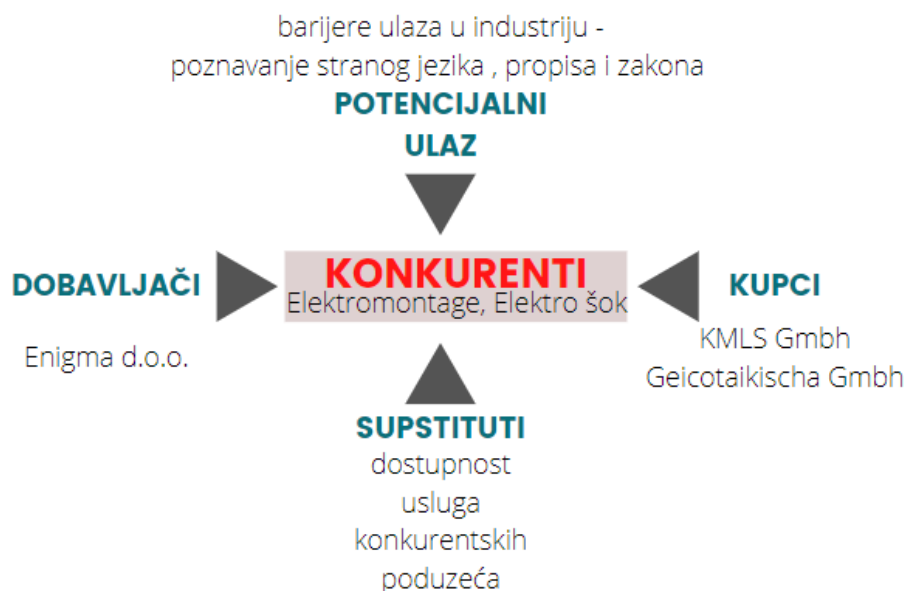 barijere ulaza u industriju -
poznavanje stranog jezika , propisa i zakona
POTENCIJALNI
ULAZ
DOBAVLJAČI
Enigma d.o.o.
KONKURENTI
Elektromontage, Elektro šok
KUPCI
KMLS Gmbh
Geicotaikischa Gmbh
SUPSTITUTI
dostupnost
usluga
konkurentskih
poduzeća